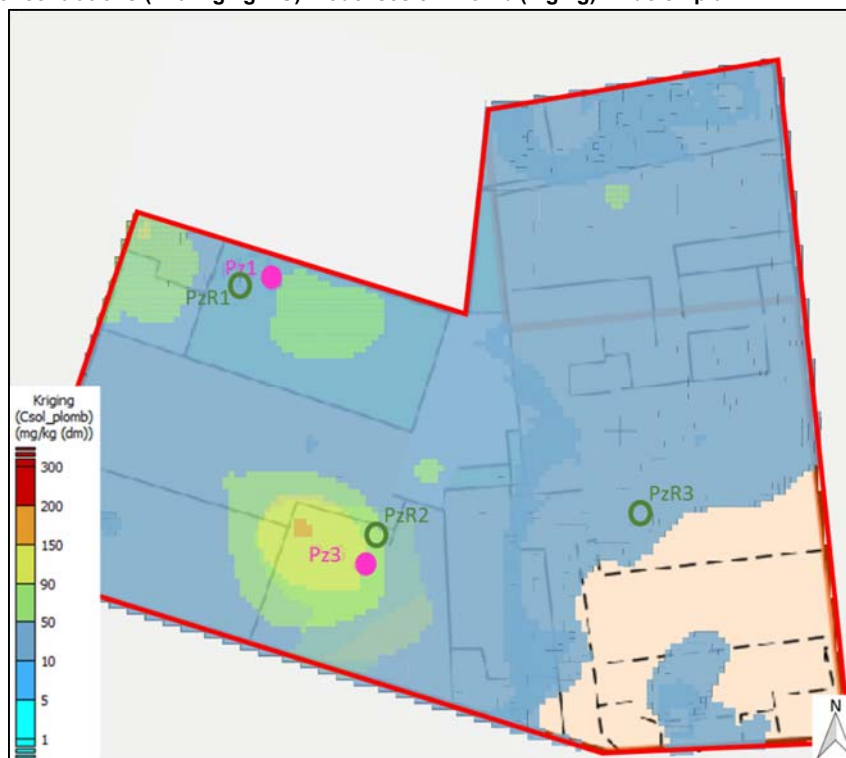 Pz1
PzR1
PzR2
Pz3
PzR3
Kriging
(Csol_plomb)
(mg/kg (dm))
300
200
150
90
50
10
5
1
N